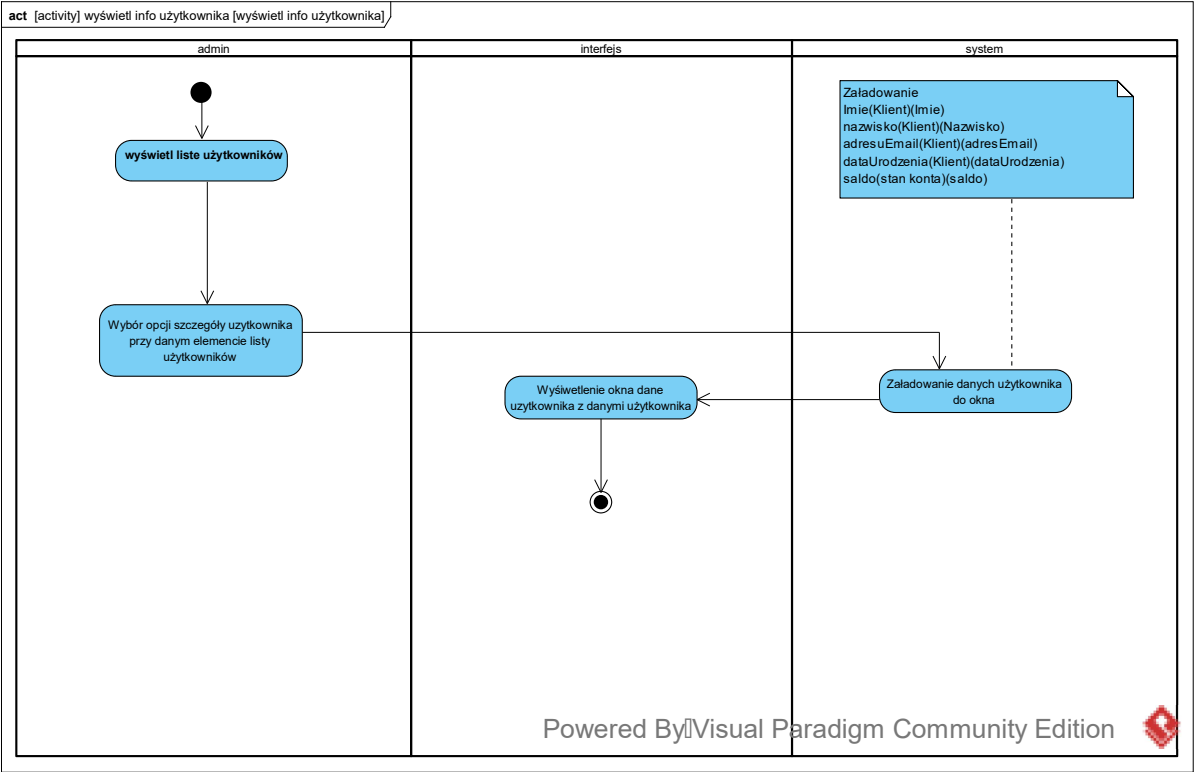 act [activity] wyświetl info użytkownika [wyświetl info użytkownika]
admin
interfejs
system
Załadowanie
Imie(Klient)(Imie)
nazwisko(Klient)(Nazwisko)
adresuEmail(Klient)(adresEmail)
dataUrodzenia(Klient)(dataUrodzenia)
saldo(stan konta)(saldo)
wyświetl liste użytkowników
Wybór opcji szczegóły uzytkownika
przy danym elemencie listy
użytkowników
Załadowanie danych użytkownika
do okna
Wyśiwetlenie okna dane
uzytkownika z danymi użytkownika
Powered By Visual Paradigm Community Edition